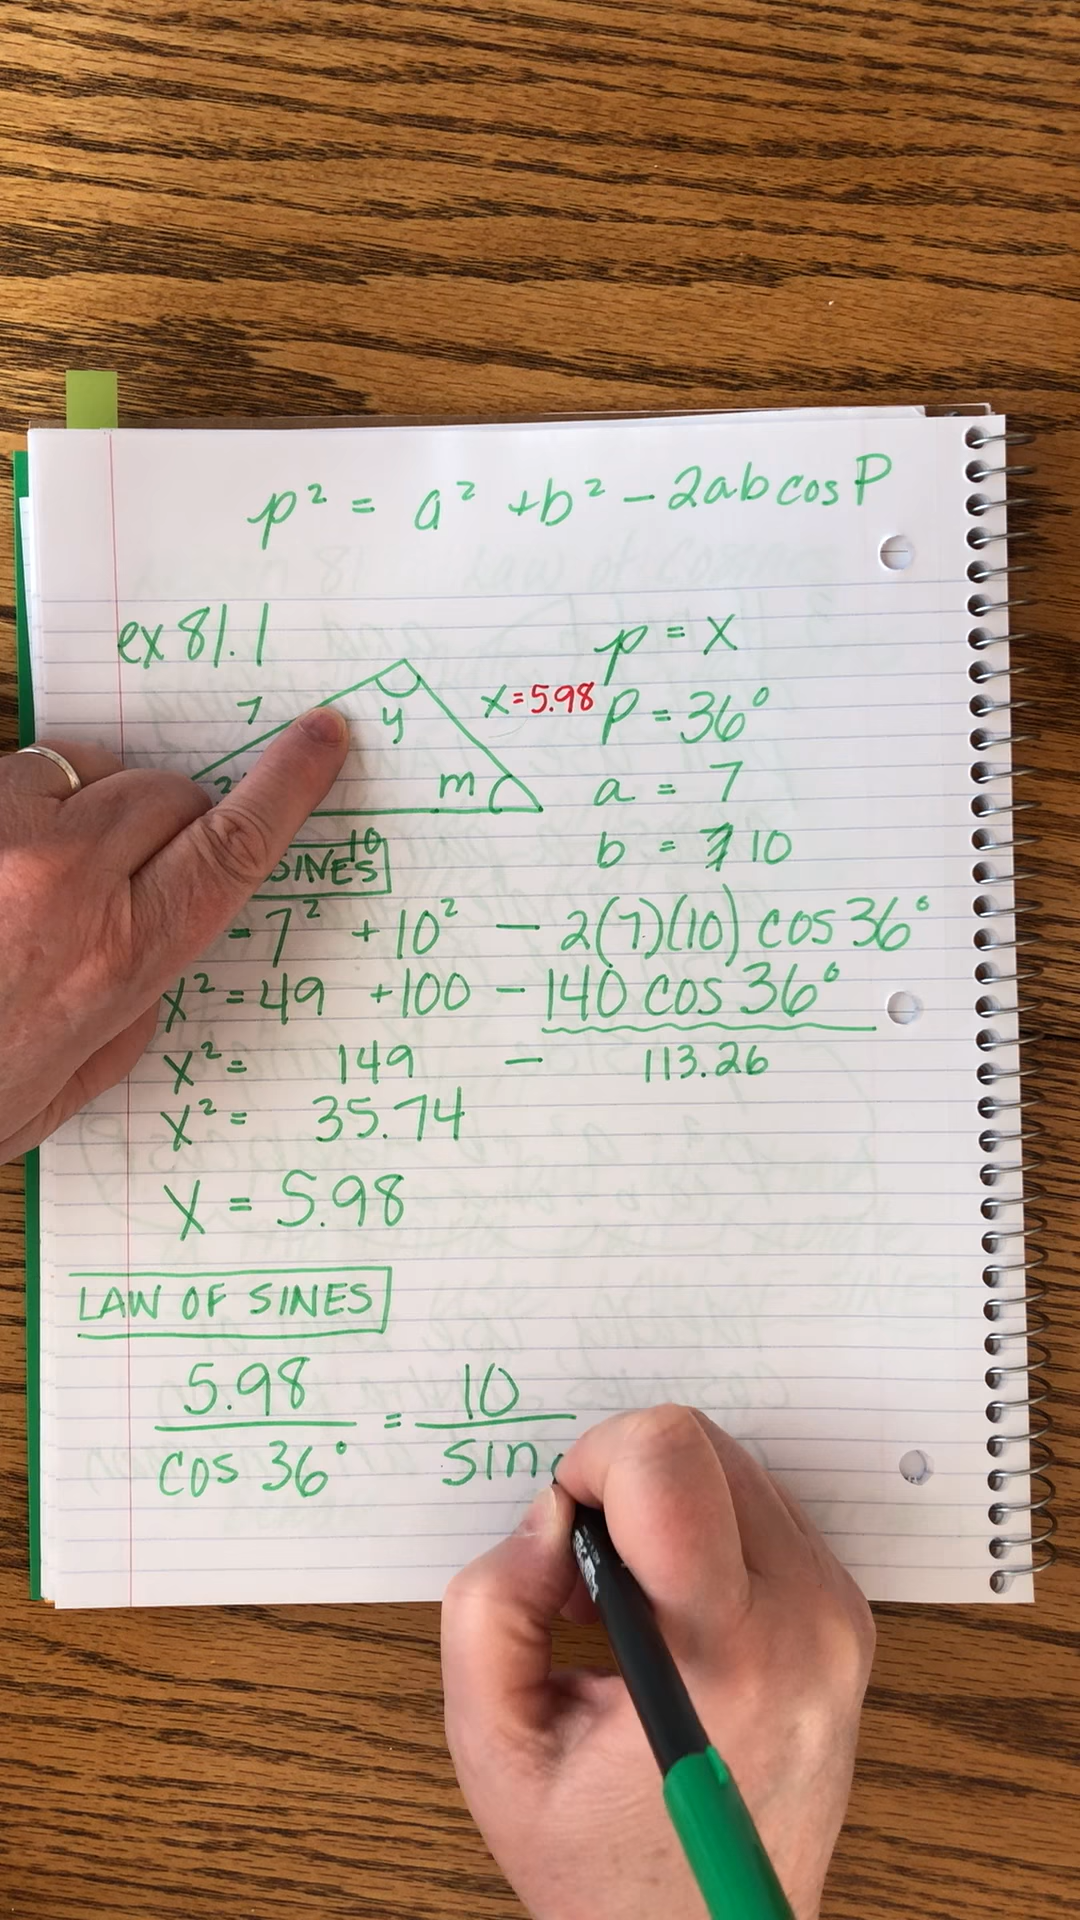 p² = a² + b² - 2ab cos P
ex 81.1
p = x
7
y
x = 5.98
P = 36°
m
a = 7
10
b = 10
SINES
= 7² + 10² - 2(7)(10) cos 36°
x² = 49 + 100 - 140 cos 36°
x² = 149 - 113.26
x² = 35.74
x = 5.98
LAW OF SINES
5.98 = 10
cos 36° sin